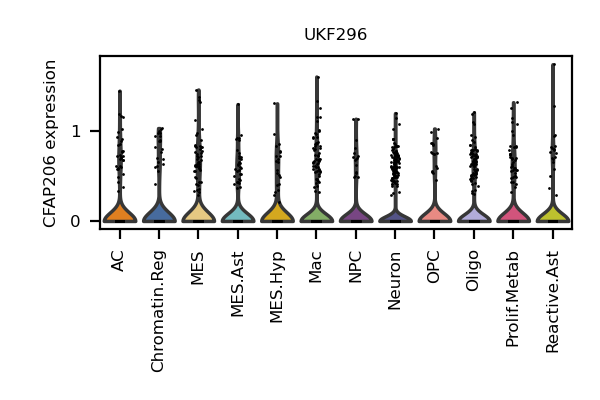 UKF296
CFAP206 expression
1
0
AC
Chromatin.Reg
MES
MES.Ast
MES.Hyp
Mac
NPC
Neuron
OPC
Oligo
Prolif.Metab
Reactive.Ast